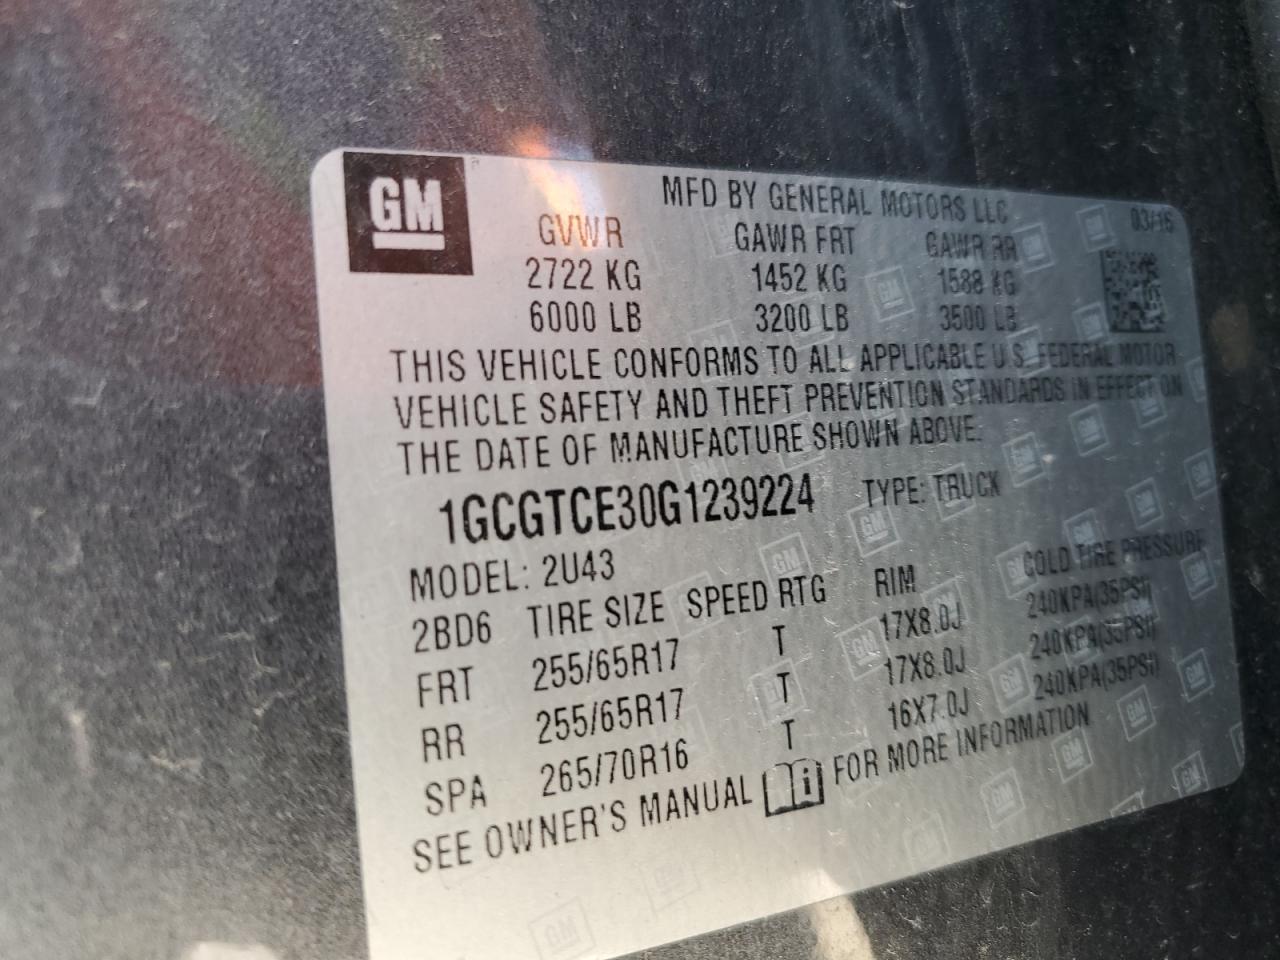 GM
MFD BY GENERAL MOTORS LLC
03/16
GVWR GAWR FRT GAWR RR
2722 KG 1452 KG 1588 KG
6000 LB 3200 LB 3500 LB
THIS VEHICLE CONFORMS TO ALL APPLICABLE U.S. FEDERAL MOTOR
VEHICLE SAFETY AND THEFT PREVENTION STANDARDS IN EFFECT ON
THE DATE OF MANUFACTURE SHOWN ABOVE.
1GCGTCE30G1239224 TYPE: TRUCK
MODEL: 2U43
2BD6 TIRE SIZE SPEED RTG RIM COLD TIRE PRESSURE
FRT 255/65R17 T 17X8.0J 240KPA(35PSI)
RR 255/65R17 T 17X8.0J 240KPA(35PSI)
SPA 265/70R16 T 16X7.0J 240KPA(35PSI)
SEE OWNER'S MANUAL i FOR MORE INFORMATION